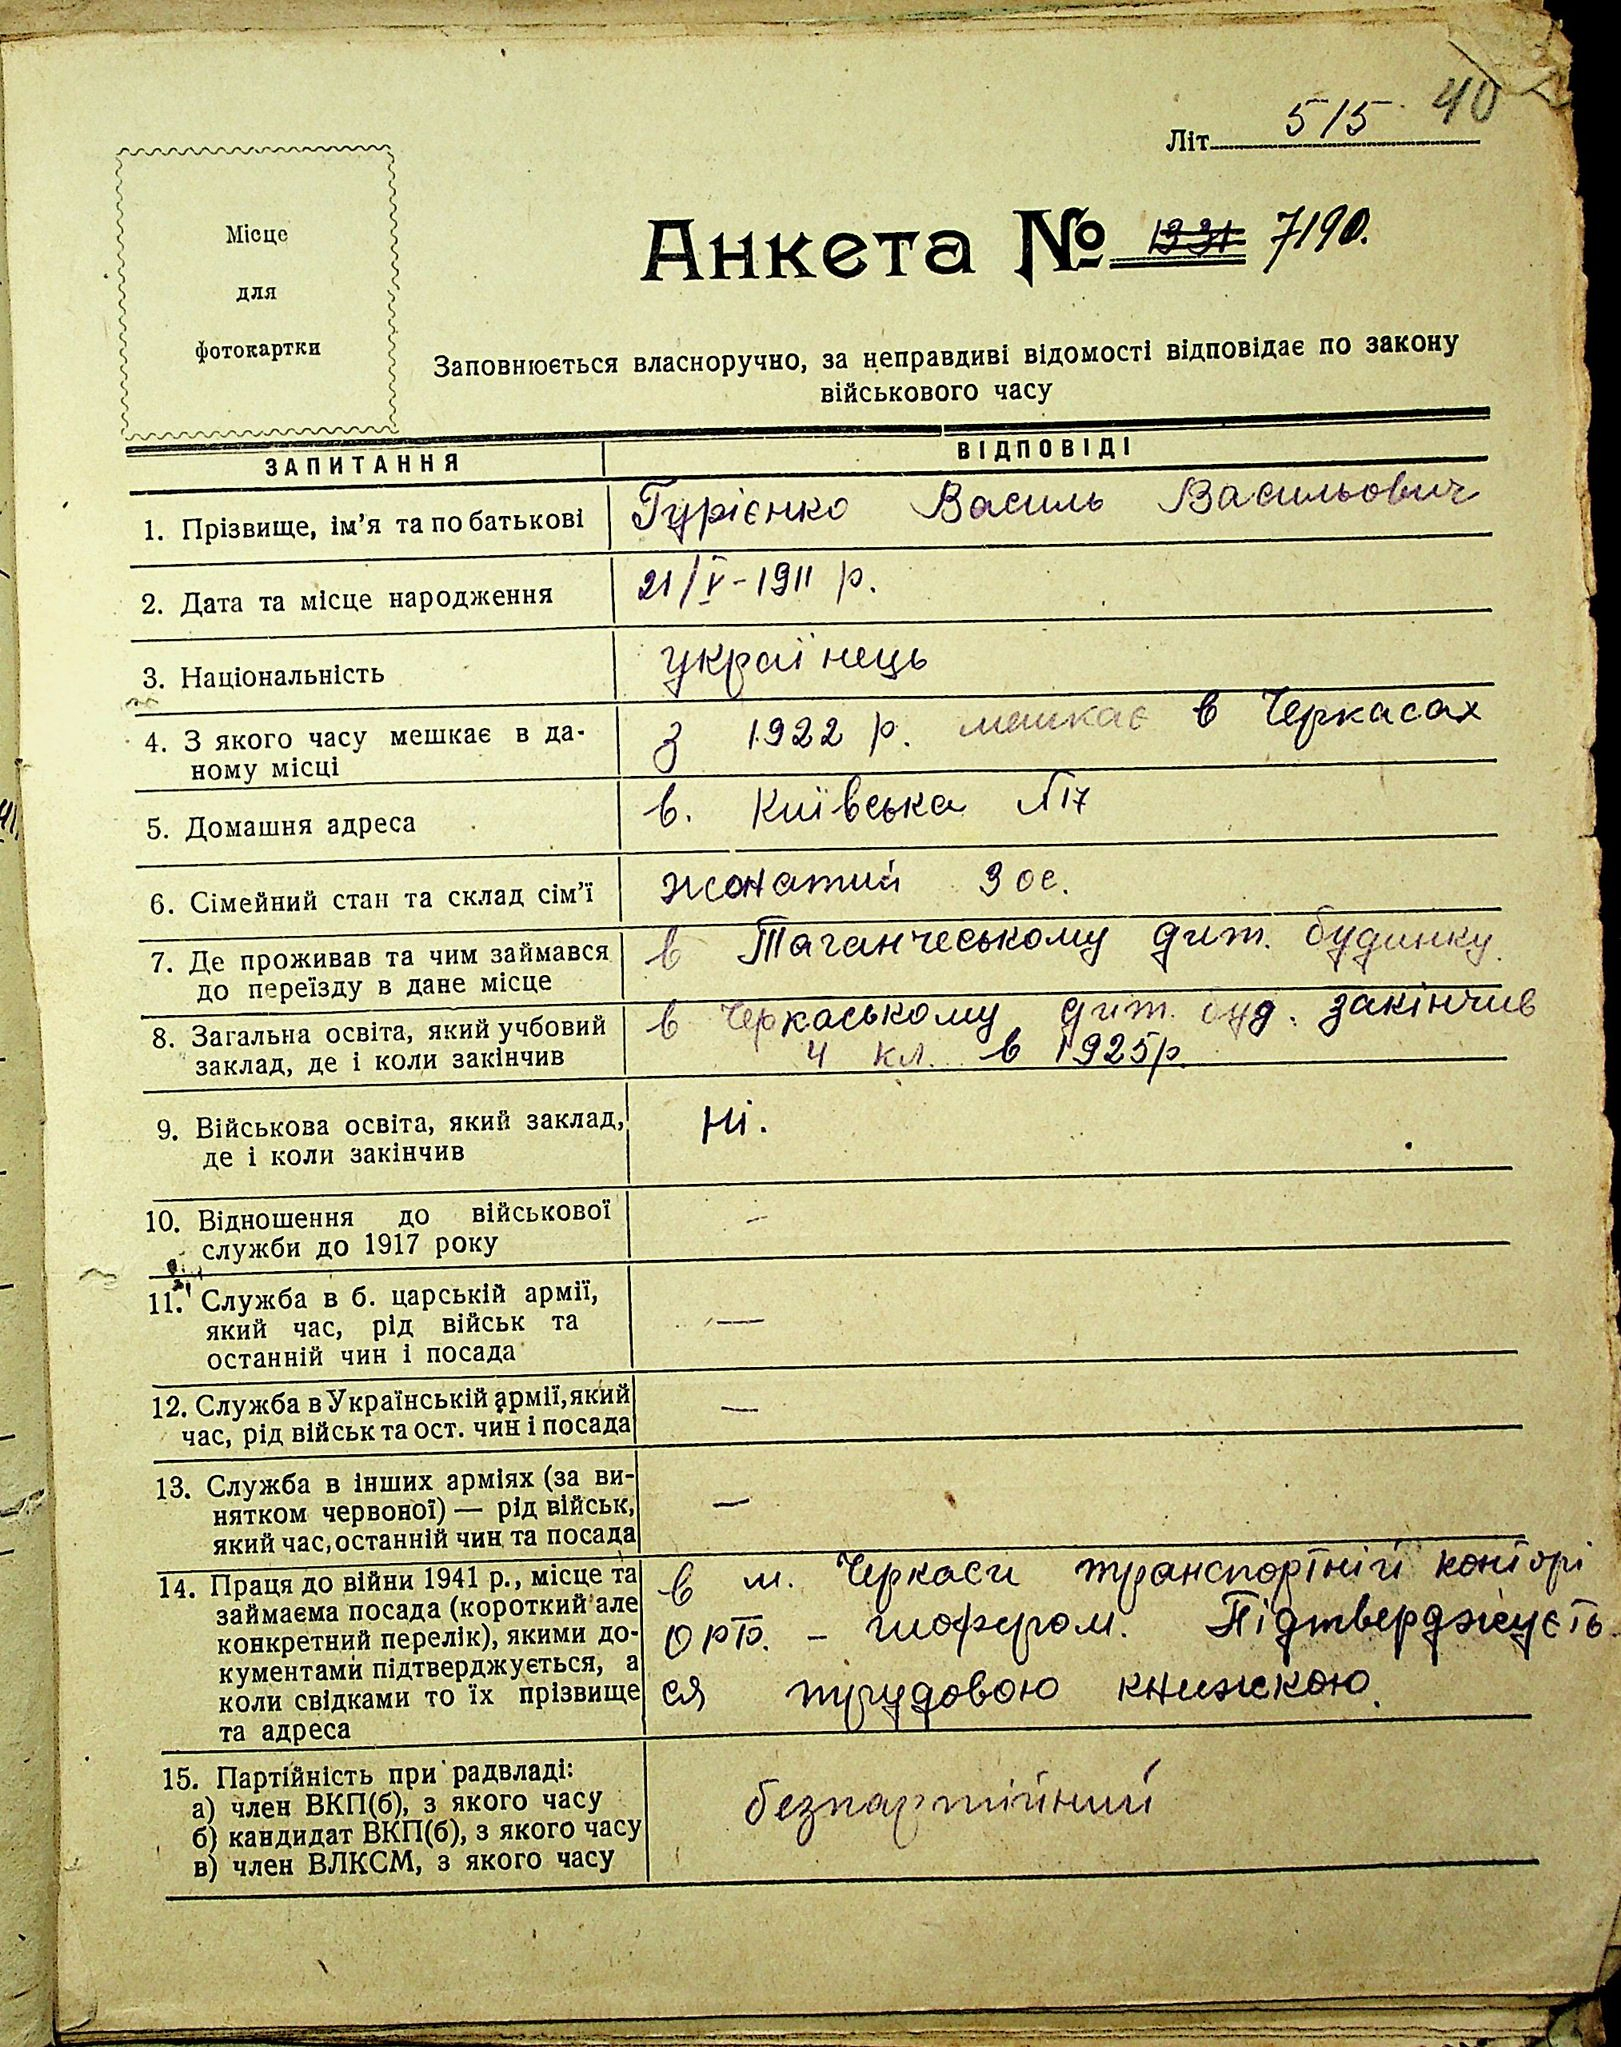 40
Літ. 515
Місце
для
фотокартки
Анкета № 1331 7190.
Заповнюється власноручно, за неправдиві відомості відповідає по закону
військового часу
ЗАПИТАННЯ
ВІДПОВІДІ
1. Прізвище, ім'я та по батькові
Гурієнко Василь Васильович
2. Дата та місце народження
21/V-1911 р.
3. Національність
українець
4. З якого часу мешкає в да-
ному місці
З 1922 р. мешкає в Черкасах
5. Домашня адреса
в. Київська №17
6. Сімейний стан та склад сім'ї
жонатий 3 ос.
7. Де проживав та чим займався
до переїзду в дане місце
в Таганчеському дит. будинку.
8. Загальна освіта, який учбовий
заклад, де і коли закінчив
в Черкаському дит. буд. закінчив
4 кл. в 1925р.
9. Військова освіта, який заклад,
де і коли закінчив
Ні.
10. Відношення до військової
служби до 1917 року
–
11. Служба в б. царській армії,
який час, рід військ та
останній чин і посада
—
12. Служба в Українській армії, який
час, рід військ та ост. чин і посада
—
13. Служба в інших арміях (за ви-
нятком червоної) — рід військ,
який час, останній чин та посада
—
14. Праця до війни 1941 р., місце та
займаєма посада (короткий але
конкретний перелік), якими до-
кументами підтверджується, а
коли свідками то їх прізвище
та адреса
в м. Черкаси транспортній конторі
ОРТО. – шофером. Підтверджуєть-
ся трудовою книжкою.
15. Партійність при радвладі:
а) член ВКП(б), з якого часу
б) кандидат ВКП(б), з якого часу
в) член ВЛКСМ, з якого часу
безпартійний